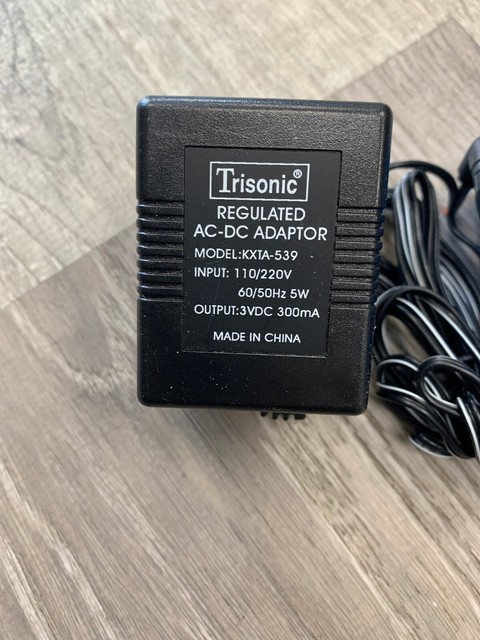 Trisonic®
REGULATED
AC-DC ADAPTOR
MODEL:KXTA-539
INPUT: 110/220V
60/50Hz 5W
OUTPUT:3VDC 300mA
MADE IN CHINA